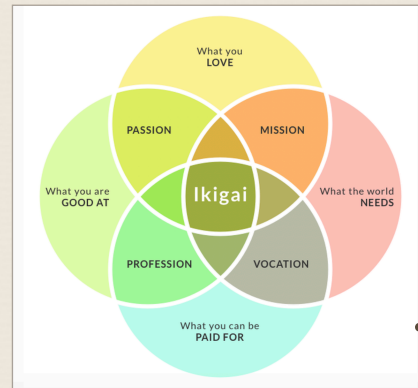 What you
LOVE
PASSION
MISSION
What you are
GOOD AT
Ikigai
What the world
NEEDS
PROFESSION
VOCATION
What you can be
PAID FOR